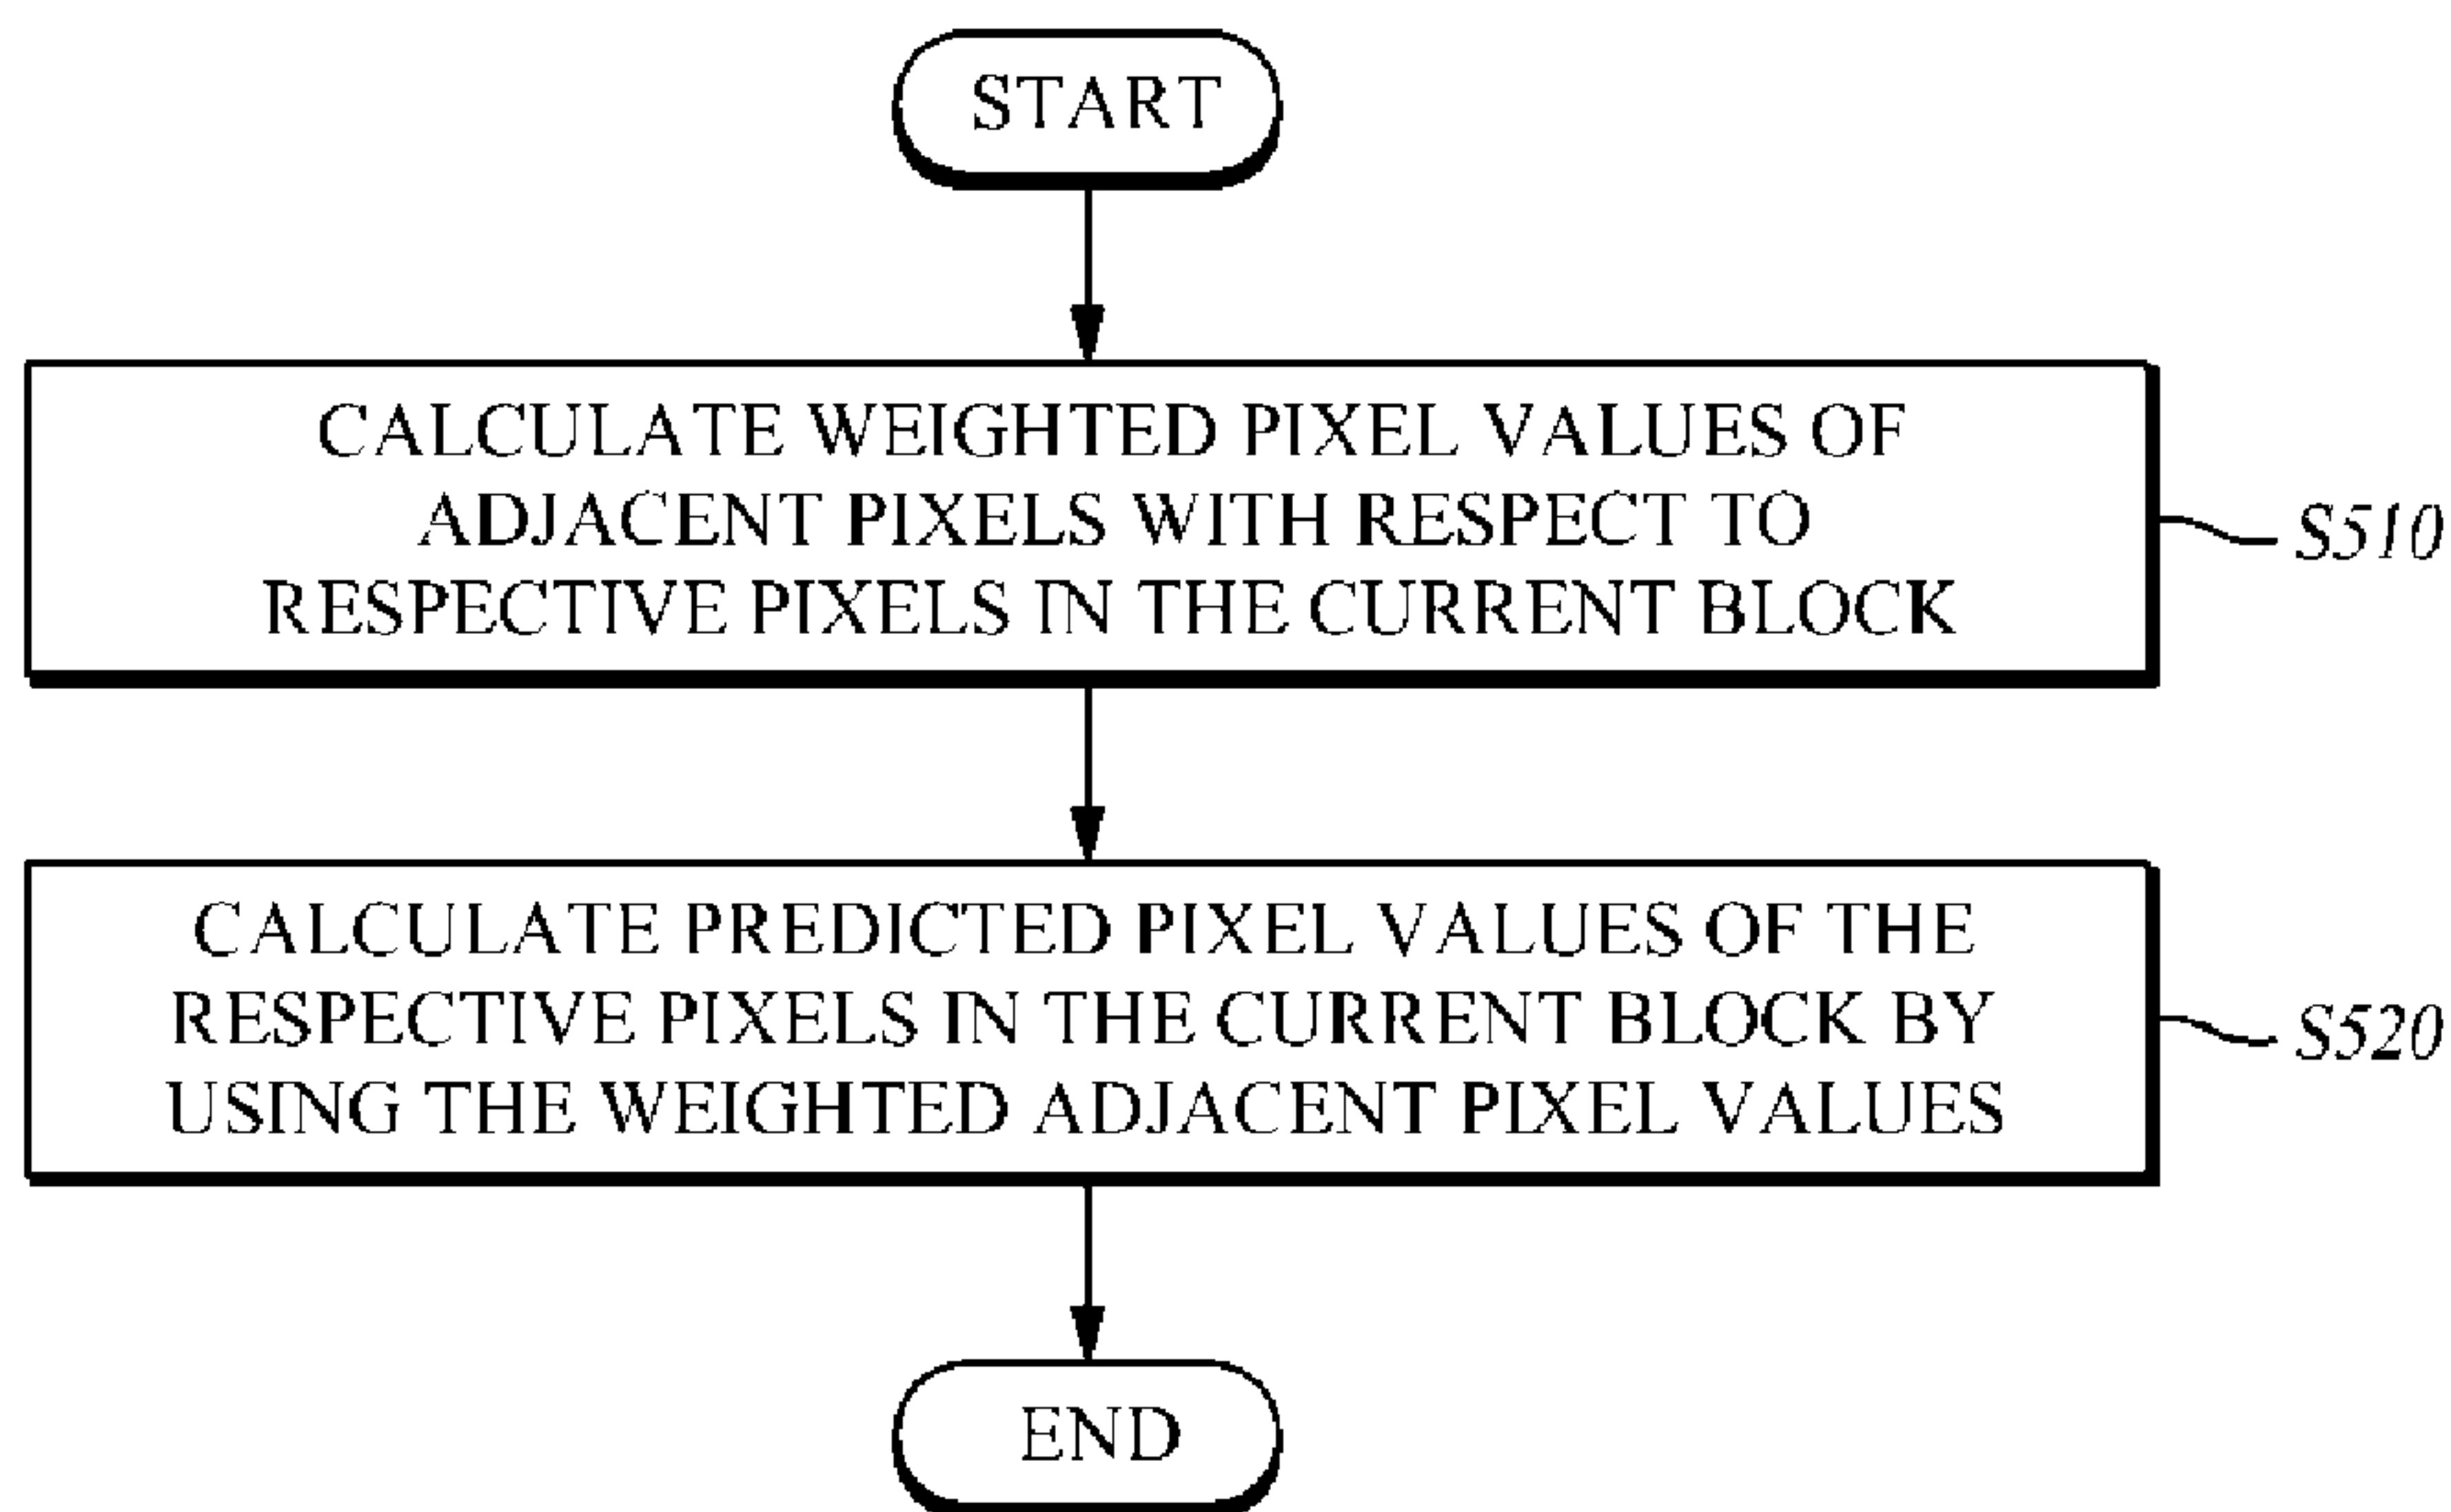 START
CALCULATE WEIGHTED PIXEL VALUES OF
ADJACENT PIXELS WITH RESPECT TO
RESPECTIVE PIXELS IN THE CURRENT BLOCK
S510
CALCULATE PREDICTED PIXEL VALUES OF THE
RESPECTIVE PIXELS IN THE CURRENT BLOCK BY
USING THE WEIGHTED ADJACENT PIXEL VALUES
S520
END